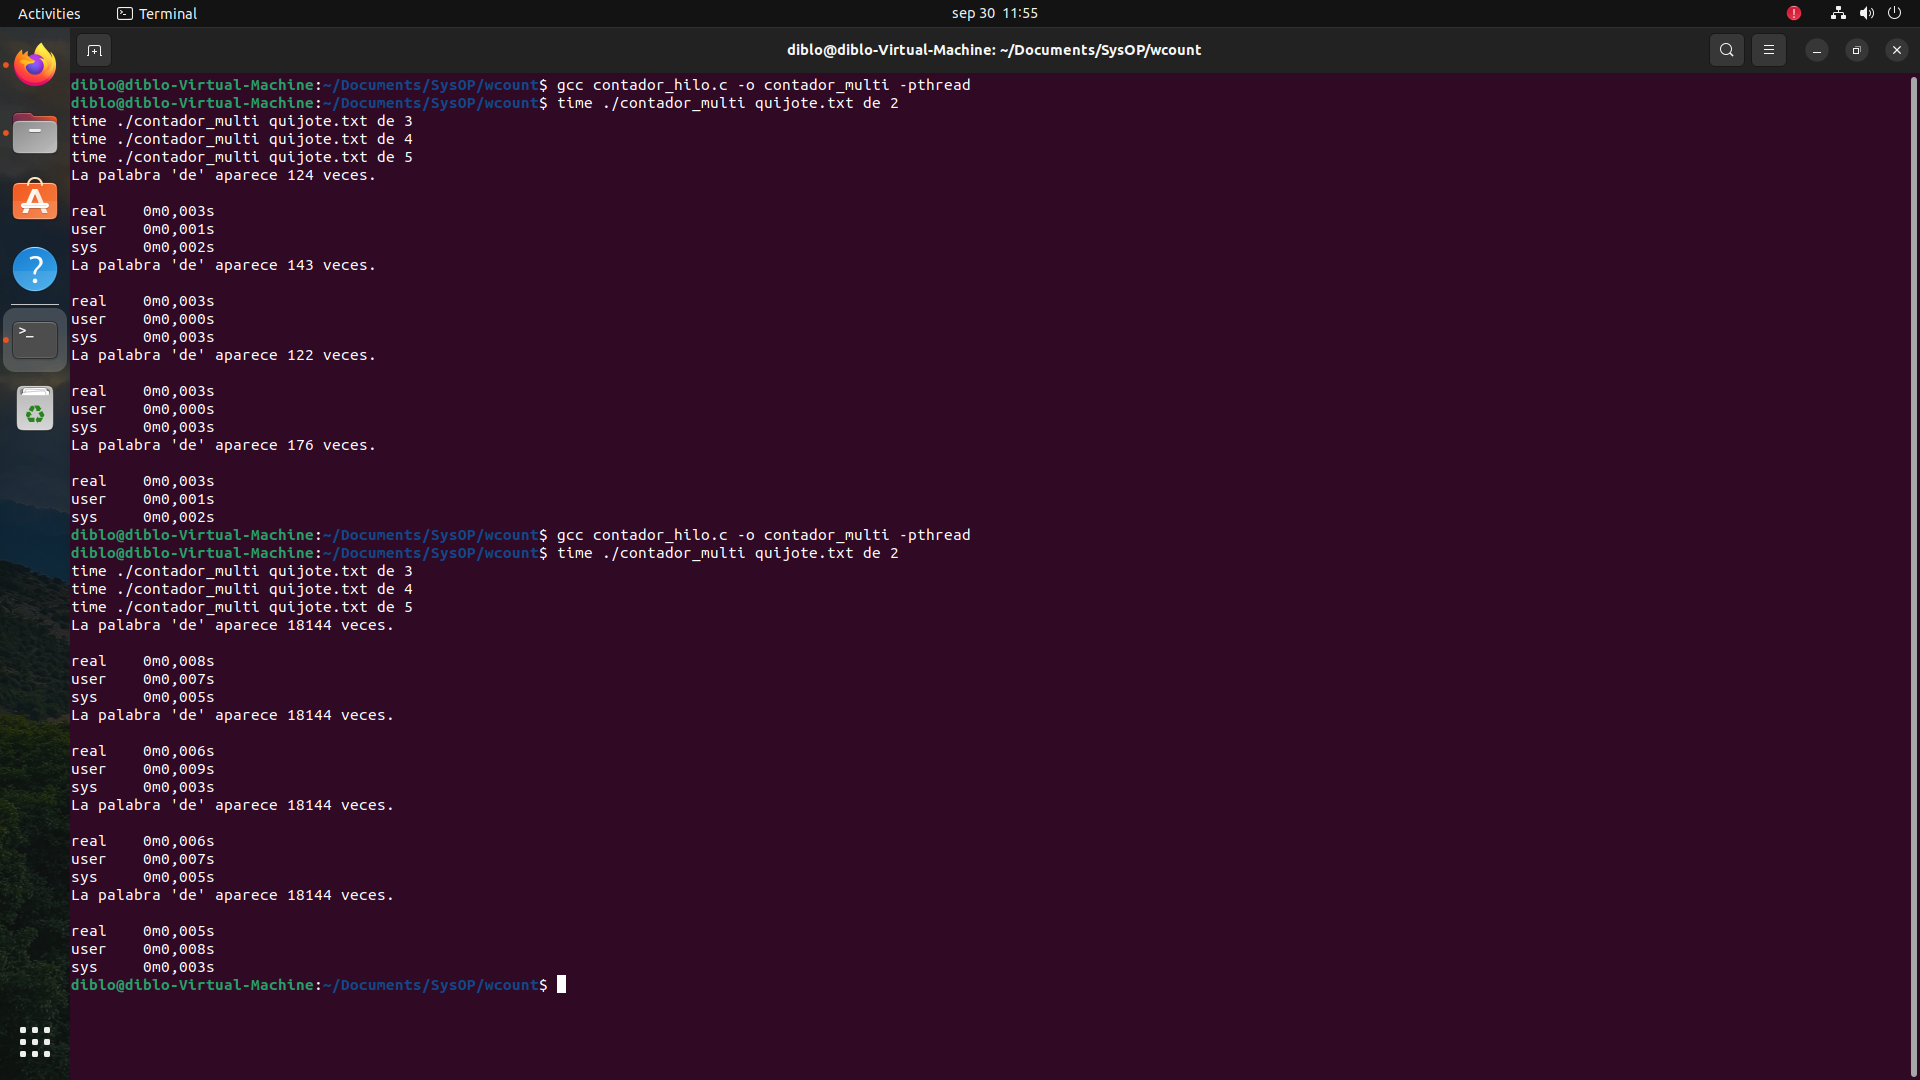 Activities
Terminal
sep 30 11:55
diblo@diblo-Virtual-Machine: ~/Documents/SysOP/wcount
diblo@diblo-Virtual-Machine:~/Documents/SysOP/wcount$ gcc contador_hilo.c -o contador_multi -pthread
diblo@diblo-Virtual-Machine:~/Documents/SysOP/wcount$ time ./contador_multi quijote.txt de 2
time ./contador_multi quijote.txt de 3
time ./contador_multi quijote.txt de 4
time ./contador_multi quijote.txt de 5
La palabra 'de' aparece 124 veces.
real 0m0,003s
user 0m0,001s
sys 0m0,002s
La palabra 'de' aparece 143 veces.
real 0m0,003s
user 0m0,000s
sys 0m0,003s
La palabra 'de' aparece 122 veces.
real 0m0,003s
user 0m0,000s
sys 0m0,003s
La palabra 'de' aparece 176 veces.
real 0m0,003s
user 0m0,001s
sys 0m0,002s
diblo@diblo-Virtual-Machine:~/Documents/SysOP/wcount$ gcc contador_hilo.c -o contador_multi -pthread
diblo@diblo-Virtual-Machine:~/Documents/SysOP/wcount$ time ./contador_multi quijote.txt de 2
time ./contador_multi quijote.txt de 3
time ./contador_multi quijote.txt de 4
time ./contador_multi quijote.txt de 5
La palabra 'de' aparece 18144 veces.
real 0m0,008s
user 0m0,007s
sys 0m0,005s
La palabra 'de' aparece 18144 veces.
real 0m0,006s
user 0m0,009s
sys 0m0,003s
La palabra 'de' aparece 18144 veces.
real 0m0,006s
user 0m0,007s
sys 0m0,005s
La palabra 'de' aparece 18144 veces.
real 0m0,005s
user 0m0,008s
sys 0m0,003s
diblo@diblo-Virtual-Machine:~/Documents/SysOP/wcount$